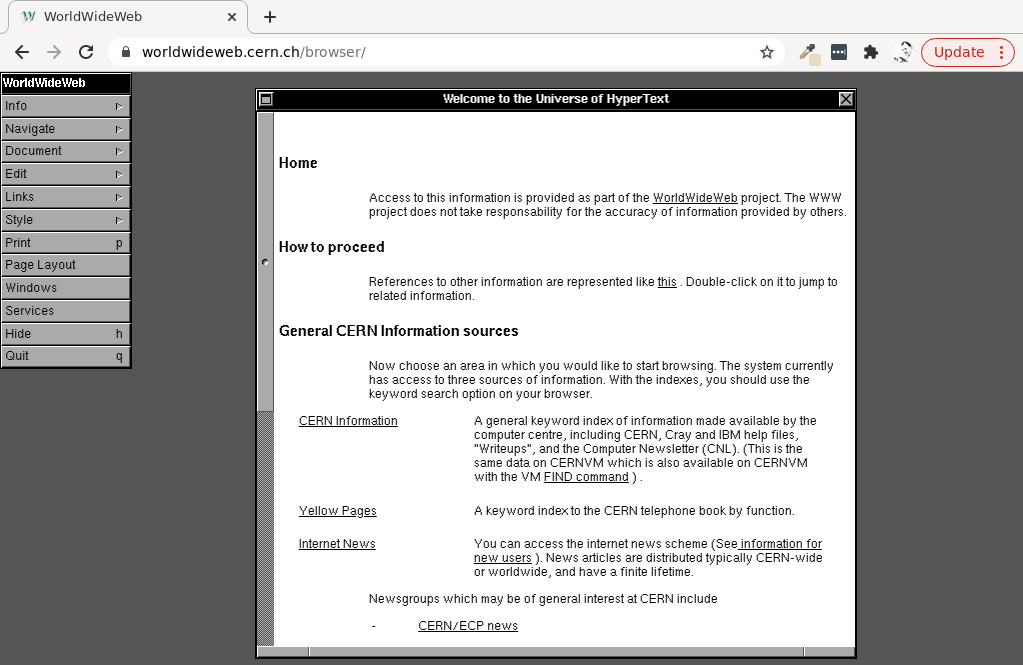 WorldWideWeb
worldwideweb.cern.ch/browser/
Update
WorldWideWeb
Info
Navigate
Document
Edit
Links
Style
Print p
Page Layout
Windows
Services
Hide h
Quit q
Welcome to the Universe of HyperText
Home
Access to this information is provided as part of the WorldWideWeb project. The WWW
project does not take responsability for the accuracy of information provided by others.
How to proceed
References to other information are represented like this . Double-click on it to jump to
related information.
General CERN Information sources
Now choose an area in which you would like to start browsing. The system currently
has access to three sources of information. With the indexes, you should use the
keyword search option on your browser.
CERN Information
A general keyword index of information made available by the
computer centre, including CERN, Cray and IBM help files,
"Writeups", and the Computer Newsletter (CNL). (This is the
same data on CERNVM which is also available on CERNVM
with the VM FIND command ) .
Yellow Pages
A keyword index to the CERN telephone book by function.
Internet News
You can access the internet news scheme (See information for
new users ). News articles are distributed typically CERN-wide
or worldwide, and have a finite lifetime.
Newsgroups which may be of general interest at CERN include
- CERN/ECP news